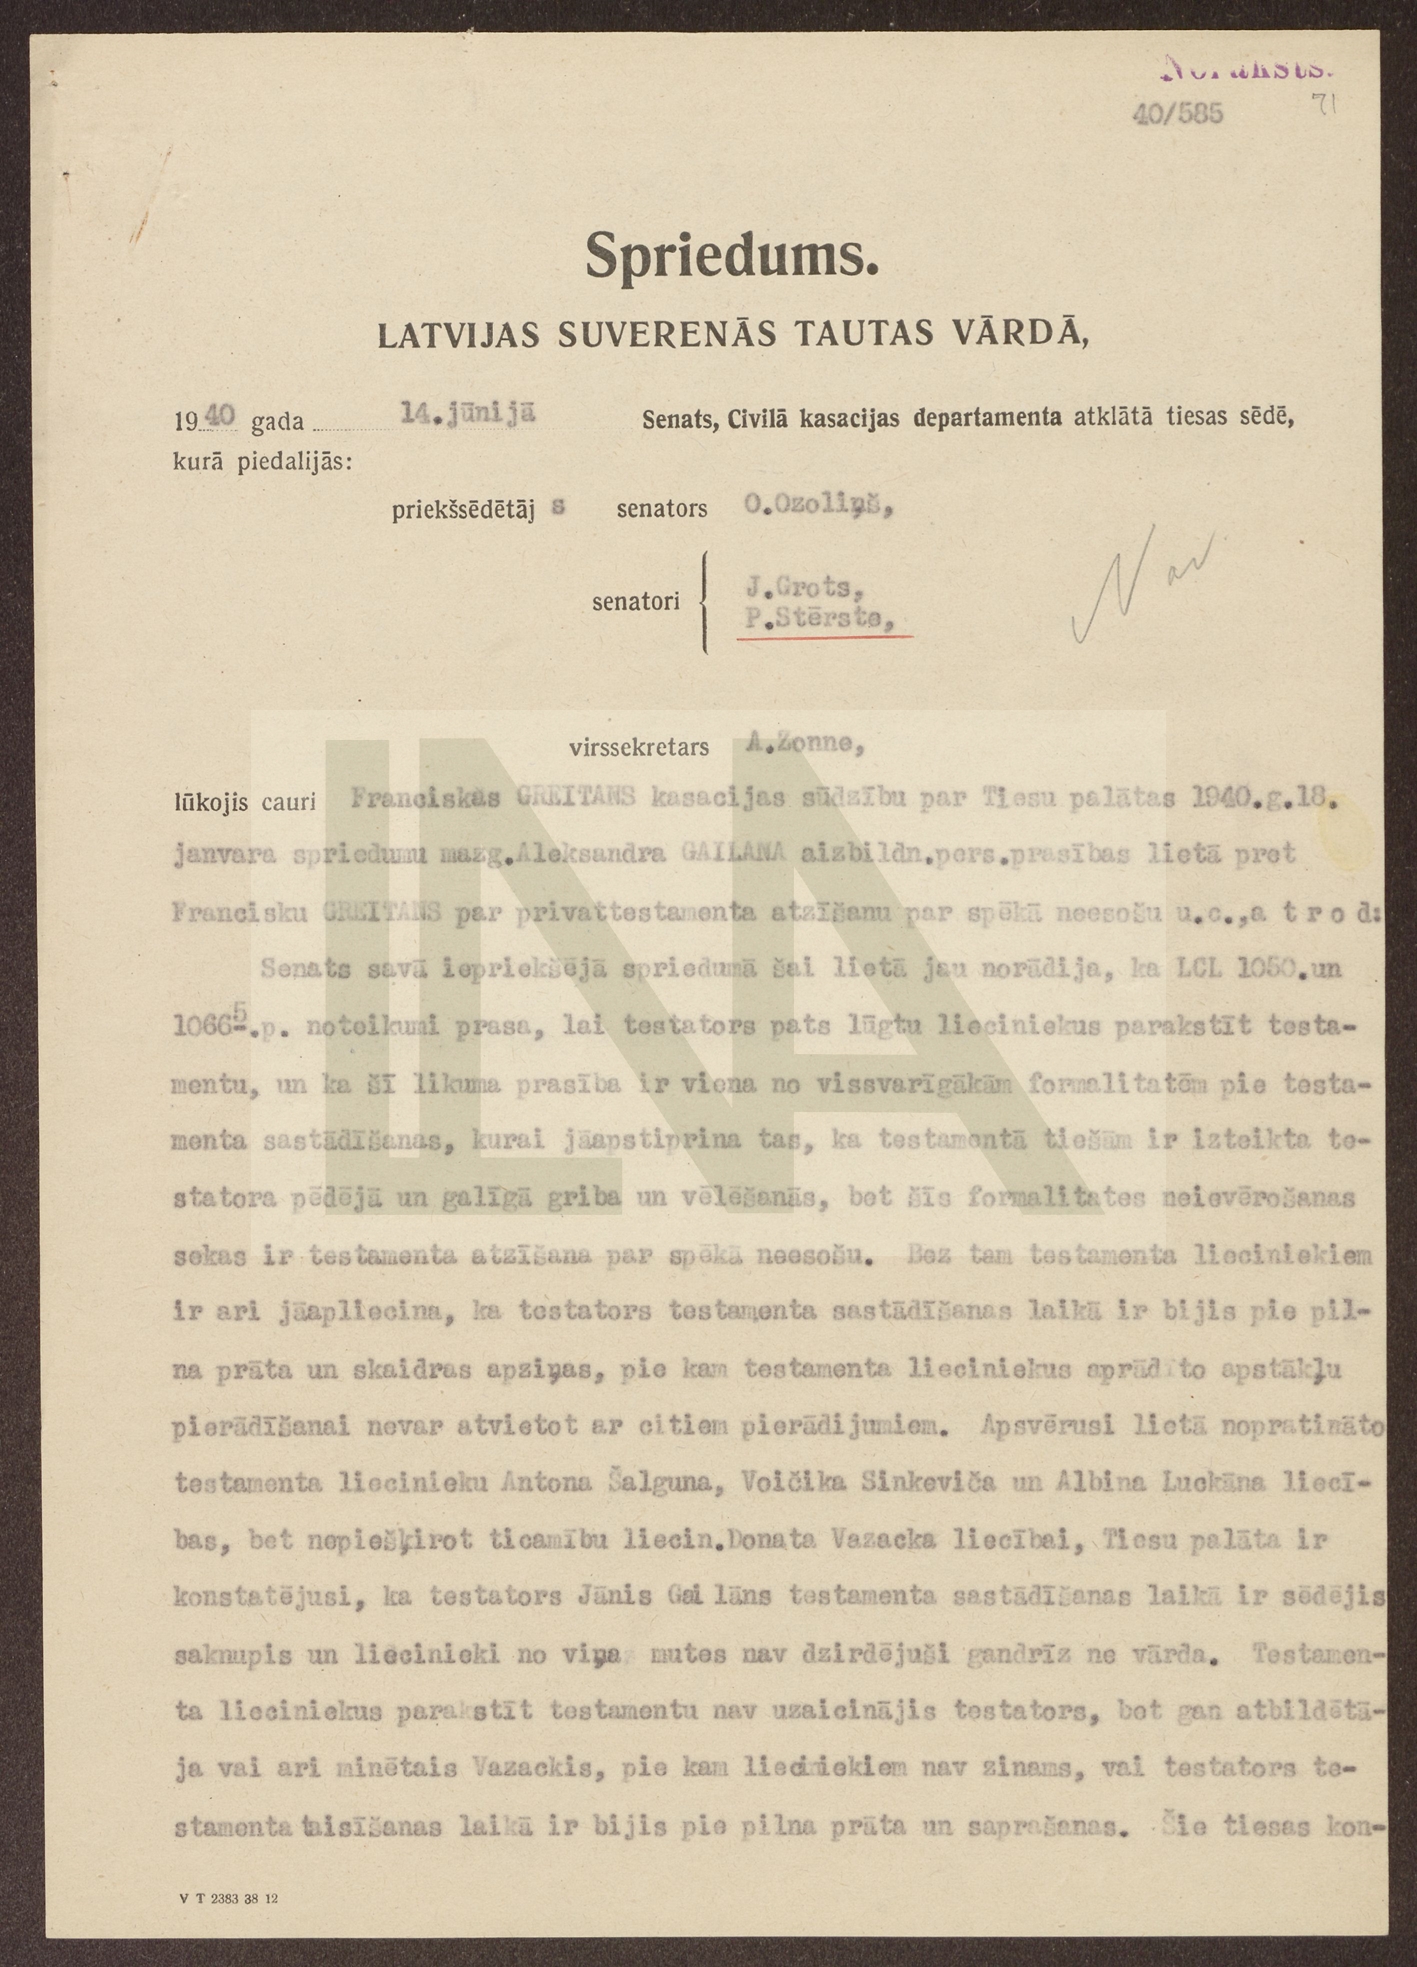 Noraksts.
40/585 71
Spriedums.
LATVIJAS SUVERENĀS TAUTAS VĀRDĀ,
1940 gada 14.jūnijā Senats, Civilā kasacijas departamenta atklātā tiesas sēdē,
kurā piedalijās:
priekšsēdētāj s senators O.Ozoliņš,
J.Grots,
senatori
P.Stērste,
virssekretars A.Zonne,
lūkojis cauri Franciskas GREITANS kasacijas sūdzību par Tiesu palātas 1940.g.18.
janvara spriedumu mazg.Aleksandra GAILANA aizbildn.pers.prasības lietā pret
Francisku GREITANS par privattestamenta atzīšanu par spēkā neesošu u.c.,a t r o d:
Senats savā iepriekšējā spriedumā šai lietā jau norādija, ka LCL 1050.un
1066⁵.p. noteikumi prasa, lai testators pats lūgtu lieciniekus parakstīt testa-
mentu, un ka šī likuma prasība ir viena no vissvarīgākām formalitatēm pie testa-
menta sastādīšanas, kurai jāapstiprina tas, ka testamentā tiešām ir izteikta te-
statora pēdējā un galīgā griba un vēlēšanās, bet šīs formalitates neievērošanas
sekas ir testamenta atzīšana par spēkā neesošu. Bez tam testamenta lieciniekiem
ir ari jāapliecina, ka testators testamenta sastādīšanas laikā ir bijis pie pil-
na prāta un skaidras apziņas, pie kam testamenta lieciniekus aprādīto apstākļu
pierādīšanai nevar atvietot ar citiem pierādijumiem. Apsvērusi lietā nopratināto
testamenta liecinieku Antona Šalguna, Voičika Sinkeviča un Albina Luckāna liecī-
bas, bet nepiešķirot ticamību liecin.Donata Vazacka liecībai, Tiesu palāta ir
konstatējusi, ka testators Jānis Gai lāns testamenta sastādīšanas laikā ir sēdējis
saknupis un liecinieki no viņa mutes nav dzirdējuši gandrīz ne vārda. Testamen-
ta lieciniekus parakstīt testamentu nav uzaicinājis testators, bet gan atbildētā-
ja vai ari minētais Vazackis, pie kam lieciniekiem nav zinams, vai testators te-
stamenta taisīšanas laikā ir bijis pie pilna prāta un saprašanas. Šie tiesas kon-
V T 2383 38 12